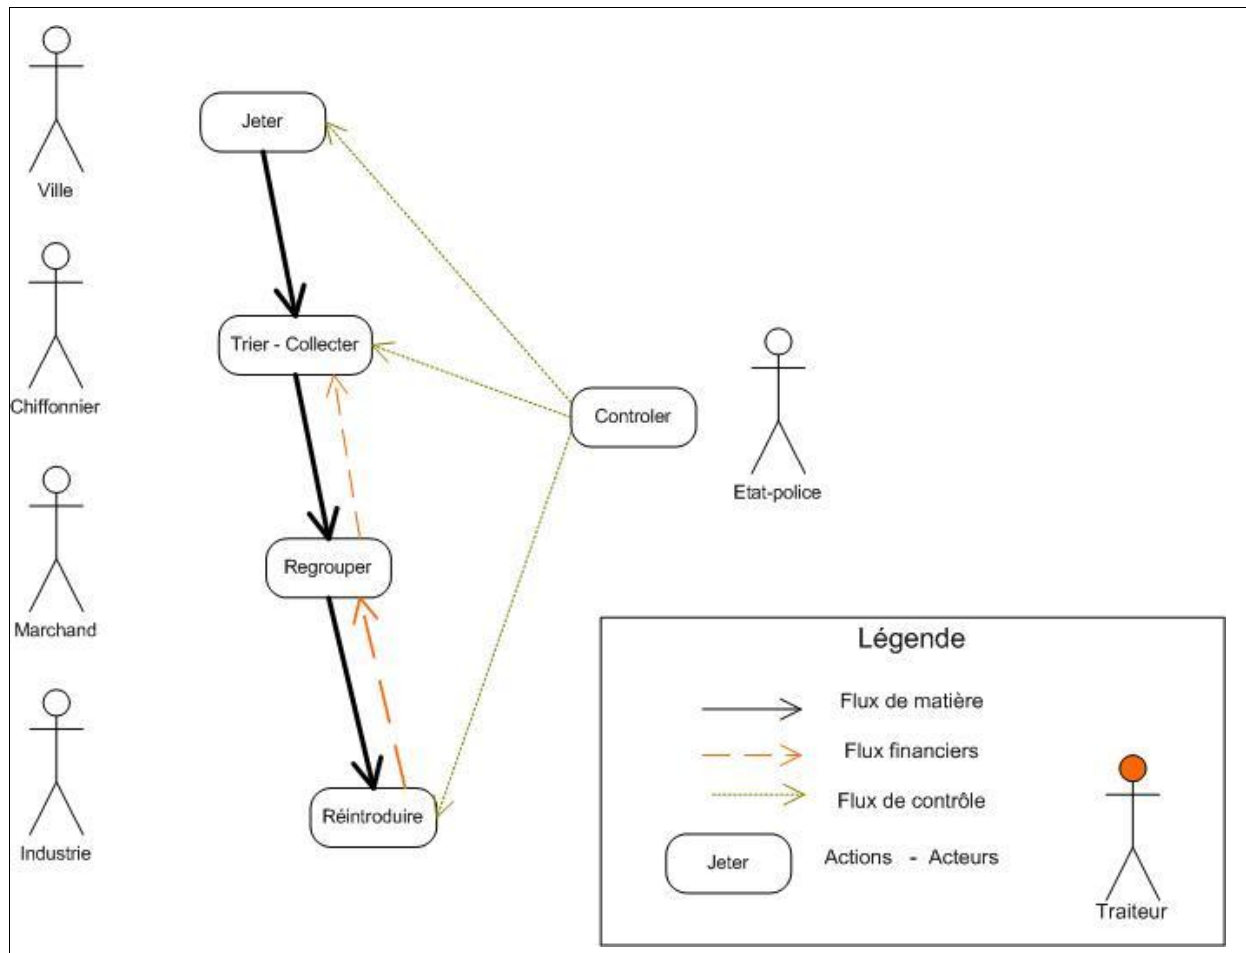 Jeter
Ville
Trier - Collecter
Chiffonnier
Controler
Etat-police
Regrouper
Marchand
Réintroduire
Industrie
Légende
Flux de matière
Flux financiers
Flux de contrôle
Jeter
Actions - Acteurs
Traiteur